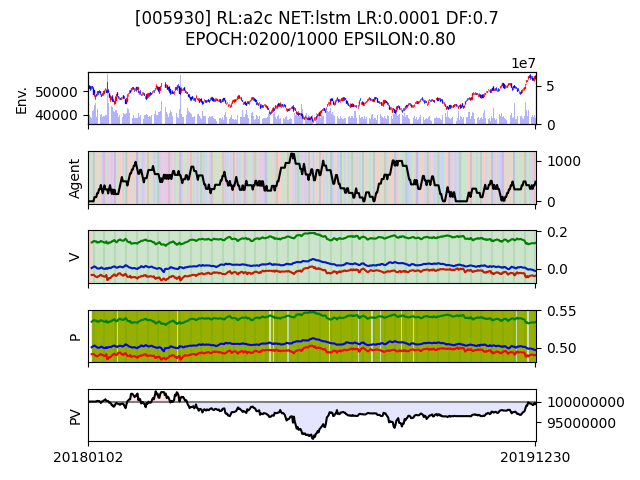 [005930] RL:a2c NET:lstm LR:0.0001 DF:0.7
EPOCH:0200/1000 EPSILON:0.80
1e7
Env.
50000
40000
5
0
Agent
1000
0
V
0.2
0.0
P
0.55
0.50
PV
100000000
95000000
20180102
20191230